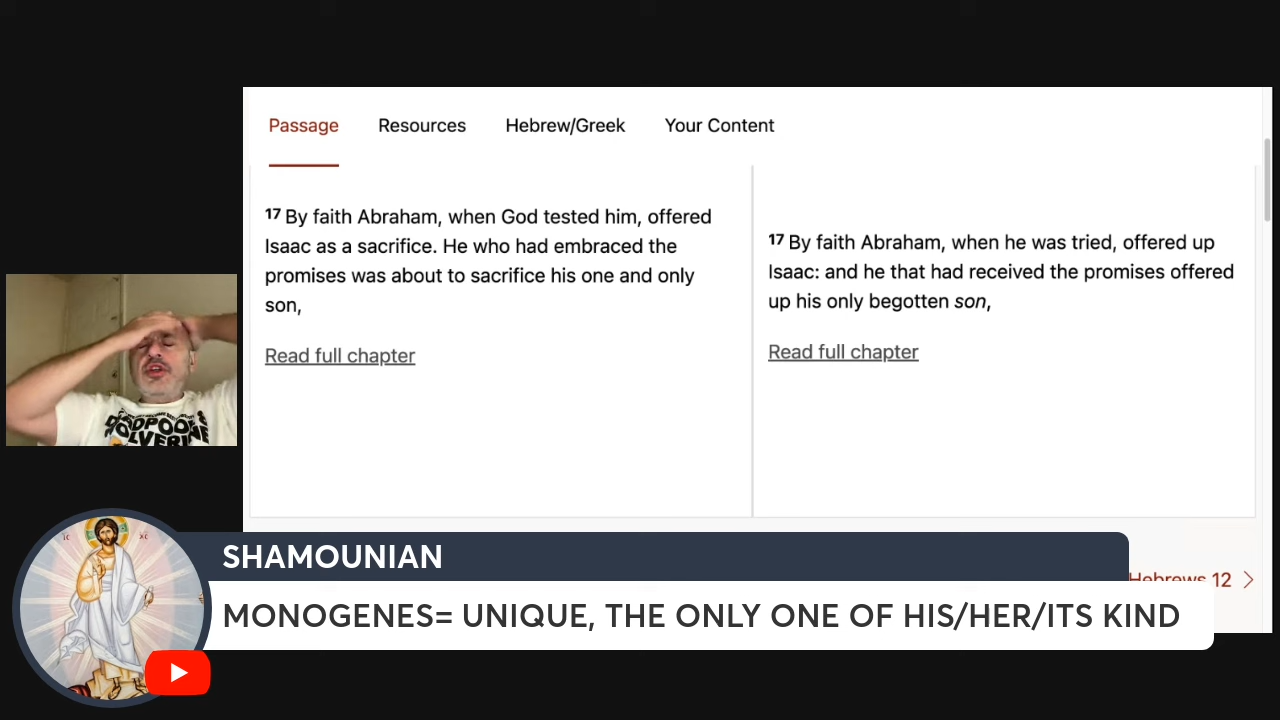 Passage
Resources
Hebrew/Greek
Your Content
17 By faith Abraham, when God tested him, offered
Isaac as a sacrifice. He who had embraced the
promises was about to sacrifice his one and only
son,
Read full chapter
17 By faith Abraham, when he was tried, offered up
Isaac: and he that had received the promises offered
up his only begotten son,
Read full chapter
Hebrews 12
SHAMOUNIAN
MONOGENES= UNIQUE, THE ONLY ONE OF HIS/HER/ITS KIND
IC XC